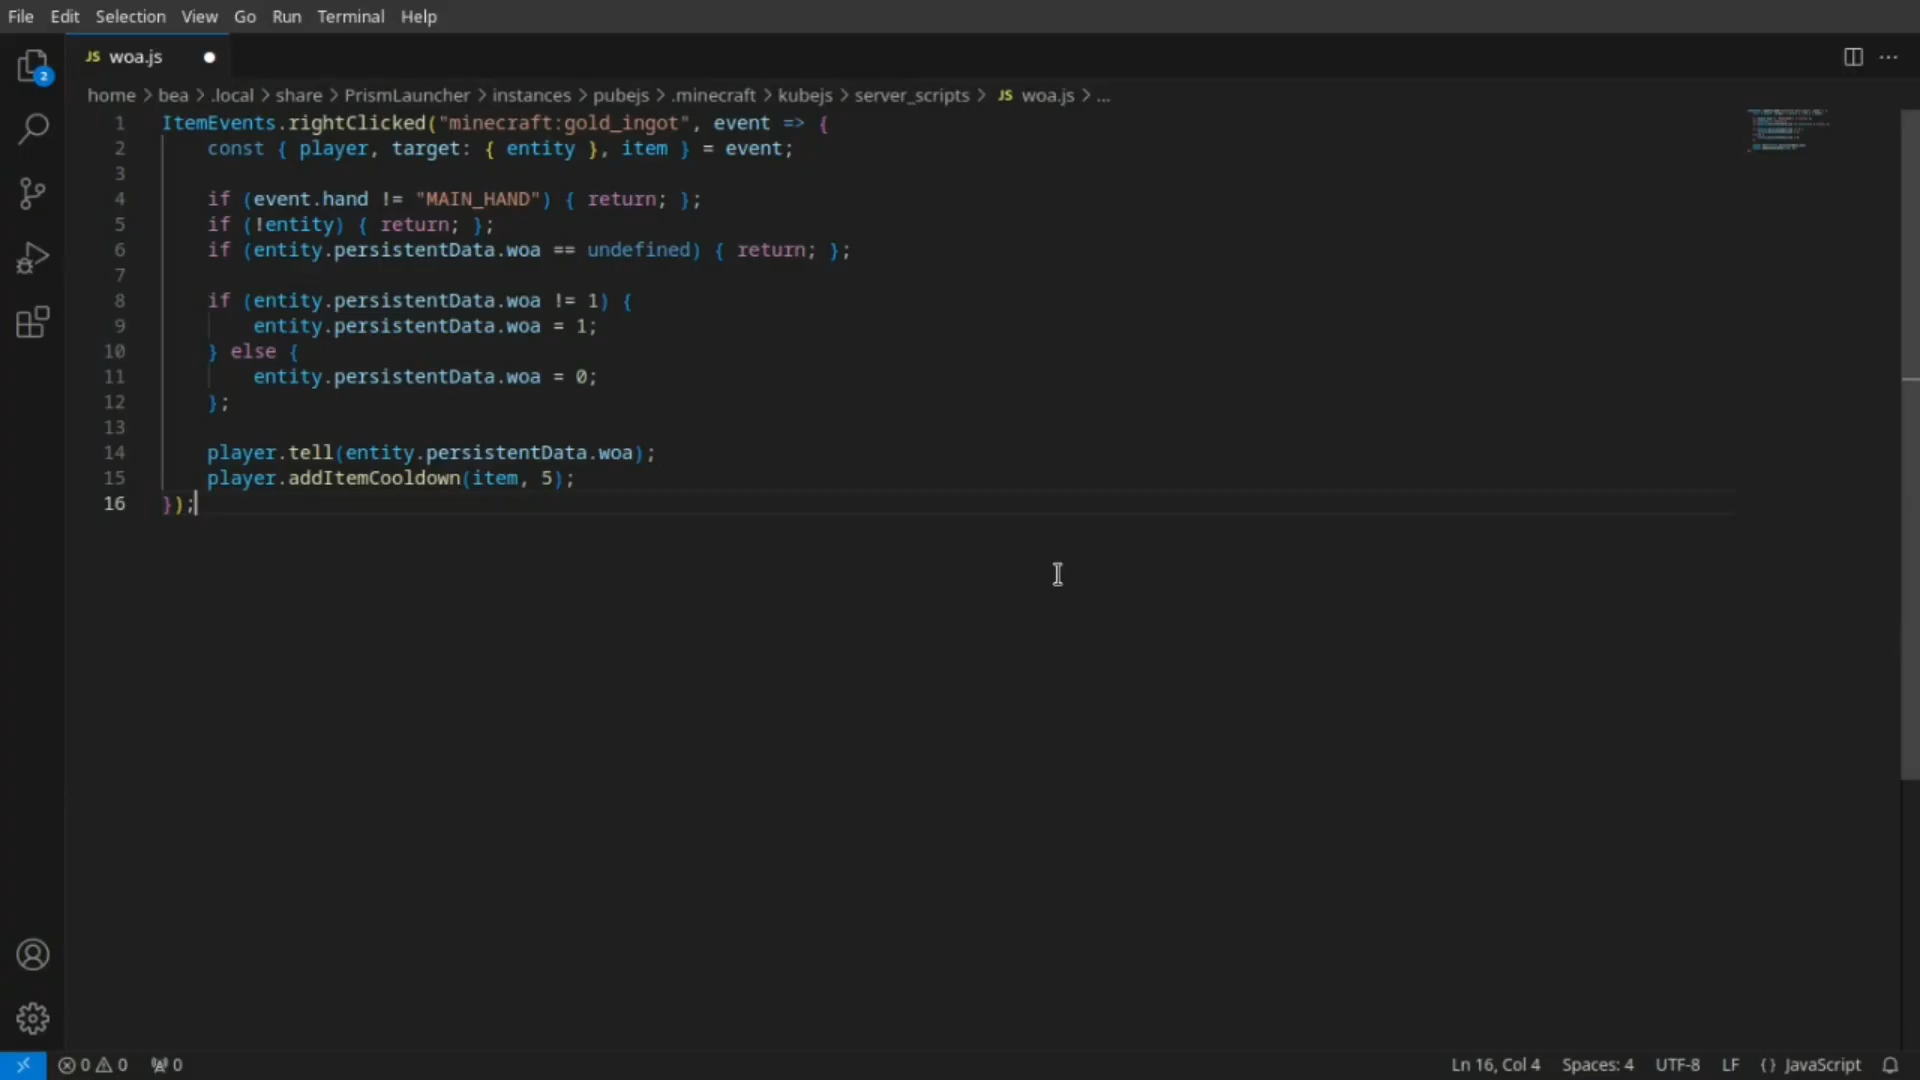 File Edit Selection View Go Run Terminal Help
2
JS woa.js
home > bea > .local > share > PrismLauncher > instances > pubejs > .minecraft > kubejs > server_scripts > JS woa.js > ...
1 ItemEvents.rightClicked("minecraft:gold_ingot", event => {
2     const { player, target: { entity }, item } = event;
3
4     if (event.hand != "MAIN_HAND") { return; };
5     if (!entity) { return; };
6     if (entity.persistentData.woa == undefined) { return; };
7
8     if (entity.persistentData.woa != 1) {
9         entity.persistentData.woa = 1;
10     } else {
11         entity.persistentData.woa = 0;
12     };
13
14     player.tell(entity.persistentData.woa);
15     player.addItemCooldown(item, 5);
16 });
0 0 0 Ln 16, Col 4 Spaces: 4 UTF-8 LF {} JavaScript